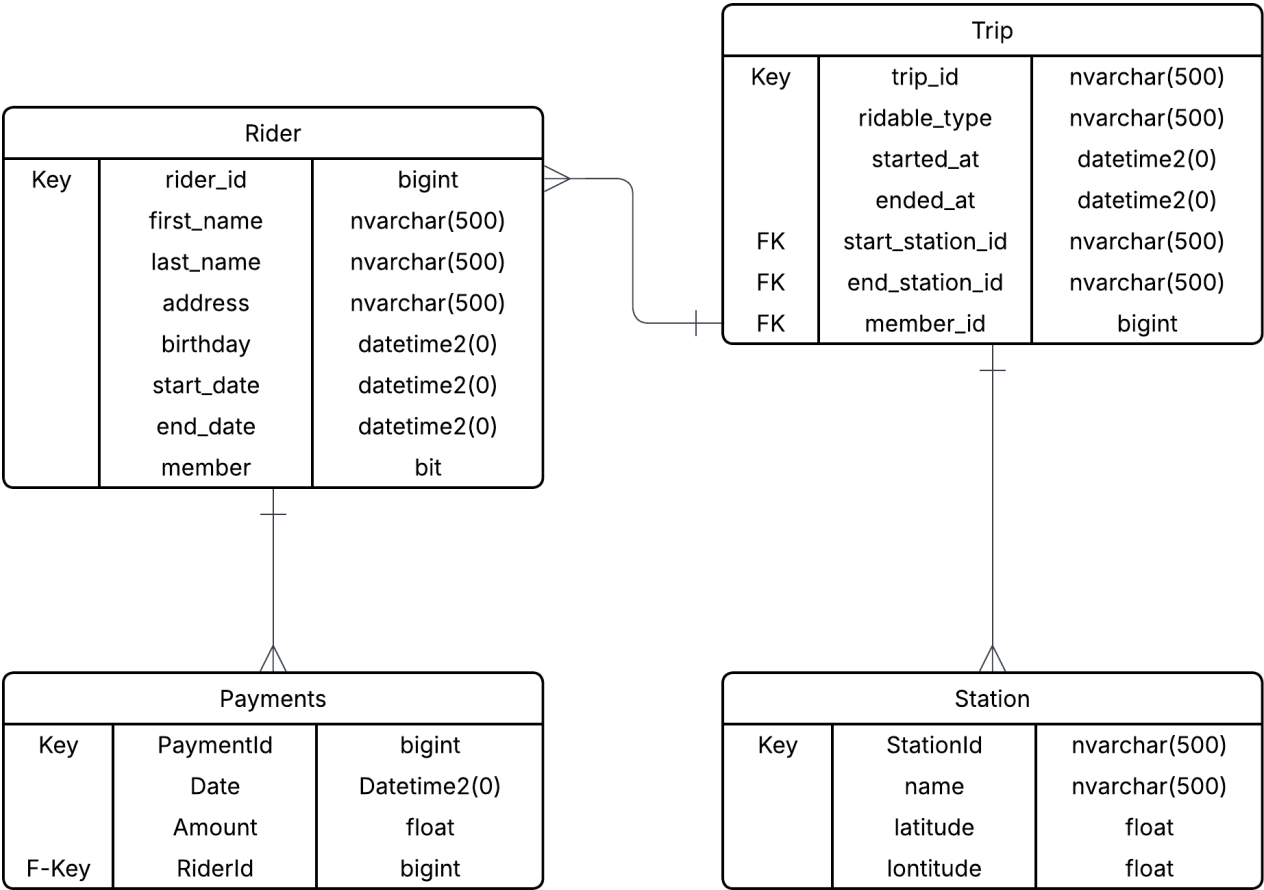 Trip
Key trip_id nvarchar(500)
ridable_type nvarchar(500)
started_at datetime2(0)
ended_at datetime2(0)
FK start_station_id nvarchar(500)
FK end_station_id nvarchar(500)
FK member_id bigint
Rider
Key rider_id bigint
first_name nvarchar(500)
last_name nvarchar(500)
address nvarchar(500)
birthday datetime2(0)
start_date datetime2(0)
end_date datetime2(0)
member bit
Payments
Key PaymentId bigint
Date Datetime2(0)
Amount float
F-Key RiderId bigint
Station
Key StationId nvarchar(500)
name nvarchar(500)
latitude float
lontitude float